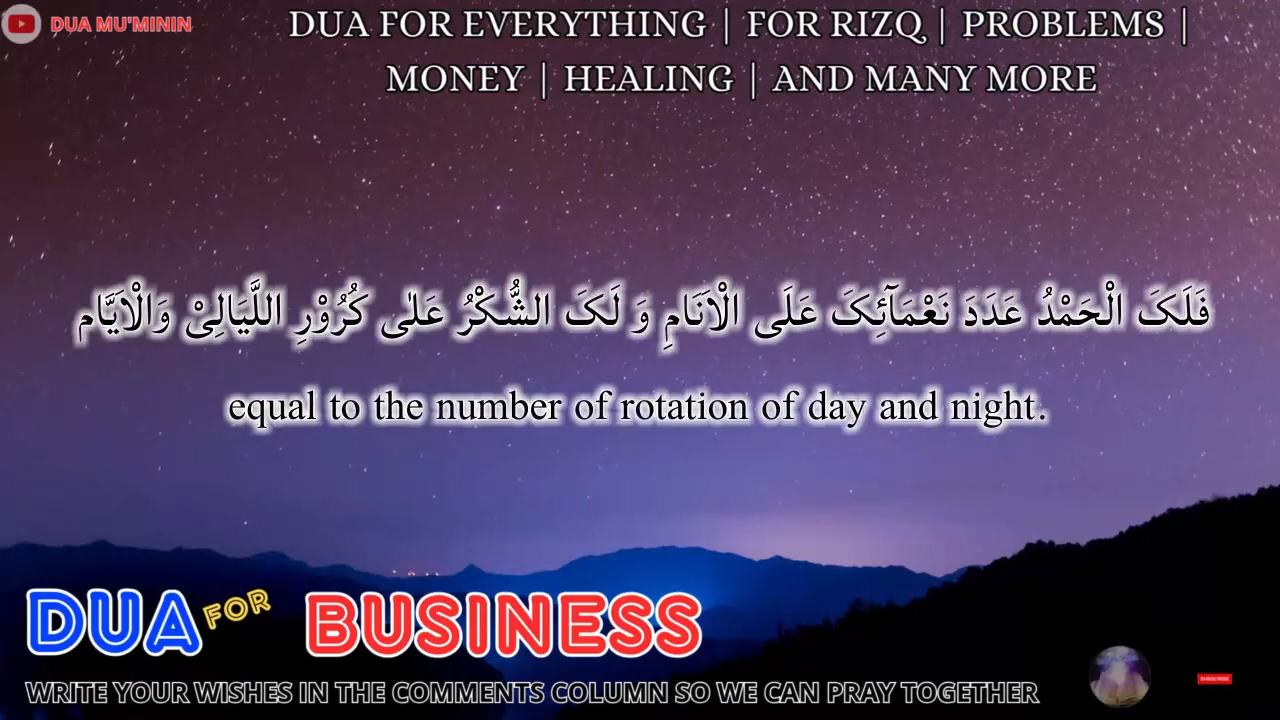 DUA MU'MININ
DUA FOR EVERYTHING | FOR RIZQ | PROBLEMS |
MONEY | HEALING | AND MANY MORE
فَلَکَ الْحَمْدُ عَدَدَ نَعْمَآئِکَ عَلَی الْاَنَامِ وَ لَکَ الشُّکْرُ عَلٰی کُرُوْرِ اللَّیَالِیْ وَالْاَیَّام
equal to the number of rotation of day and night.
DUA FOR BUSINESS
WRITE YOUR WISHES IN THE COMMENTS COLUMN SO WE CAN PRAY TOGETHER